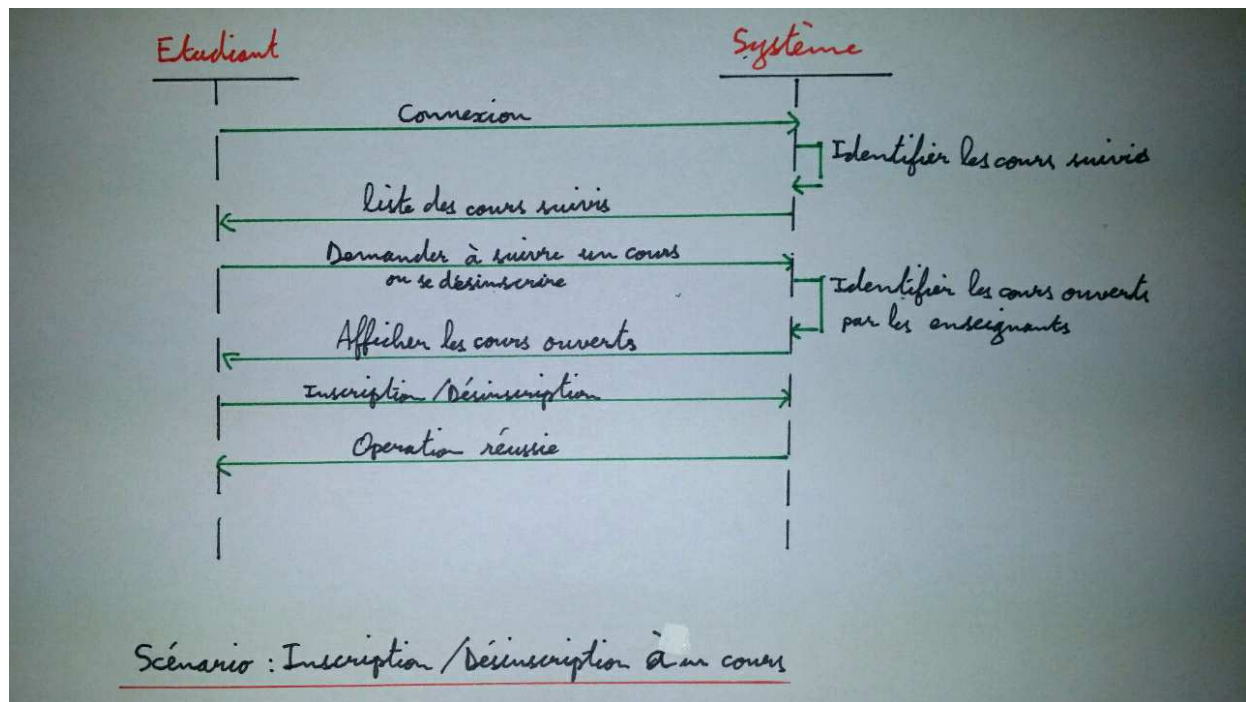 Etudiant
Système
Connexion
Identifier les cours suivis
liste des cours suivis
Demander à suivre un cours
ou se désinscrire
Identifier les cours ouverts
par les enseignants
Afficher les cours ouverts
Inscription / Désinscription
Operation réussie
Scénario : Inscription / Désinscription à un cours